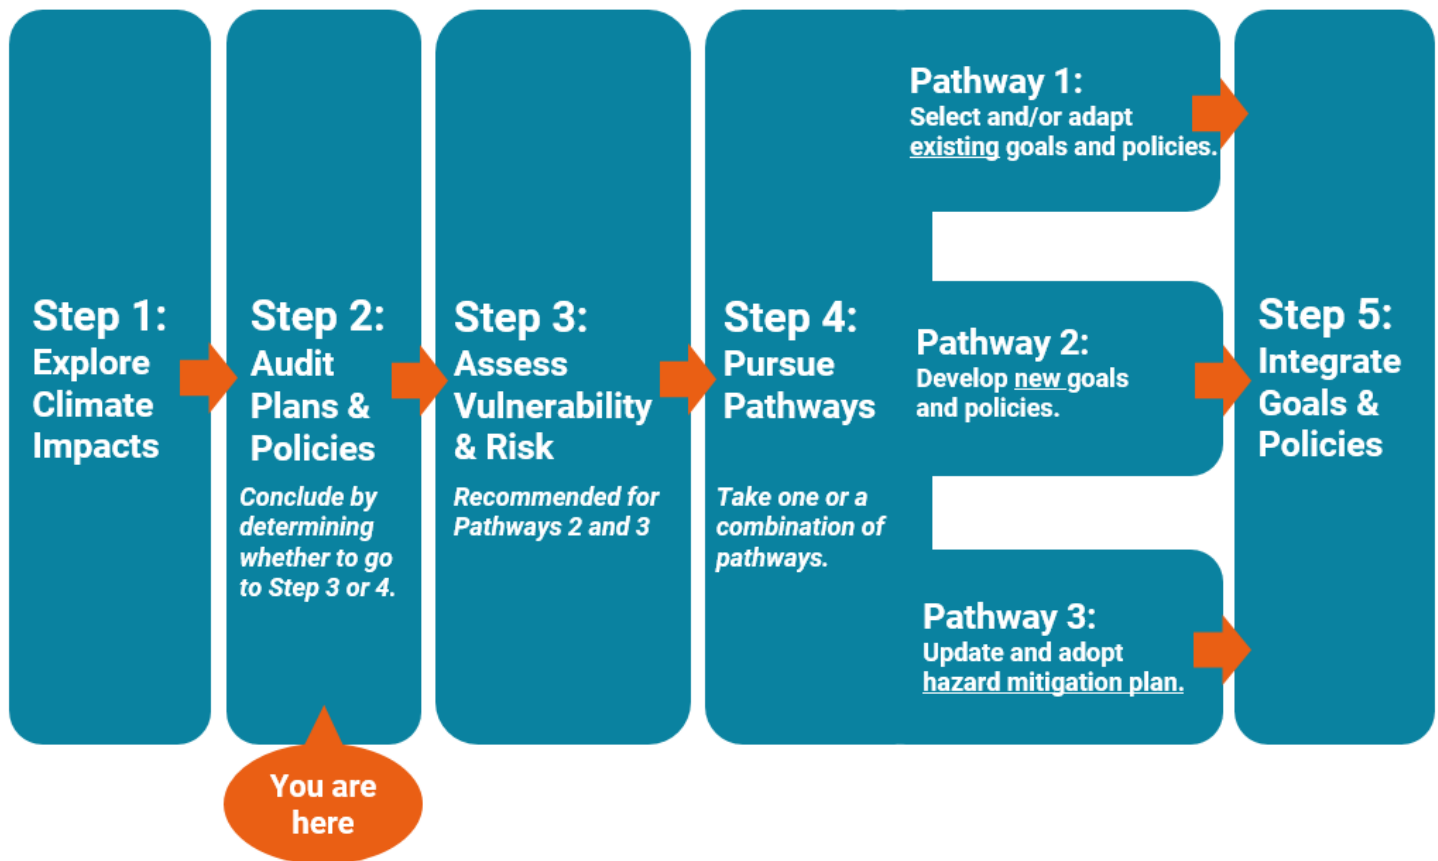 Step 1:
Explore
Climate
Impacts
Step 2:
Audit
Plans &
Policies
Conclude by
determining
whether to go
to Step 3 or 4.
Step 3:
Assess
Vulnerability
& Risk
Recommended for
Pathways 2 and 3
Step 4:
Pursue
Pathways
Take one or a
combination of
pathways.
Pathway 1:
Select and/or adapt
existing goals and policies.
Pathway 2:
Develop new goals
and policies.
Pathway 3:
Update and adopt
hazard mitigation plan.
Step 5:
Integrate
Goals &
Policies
You are
here